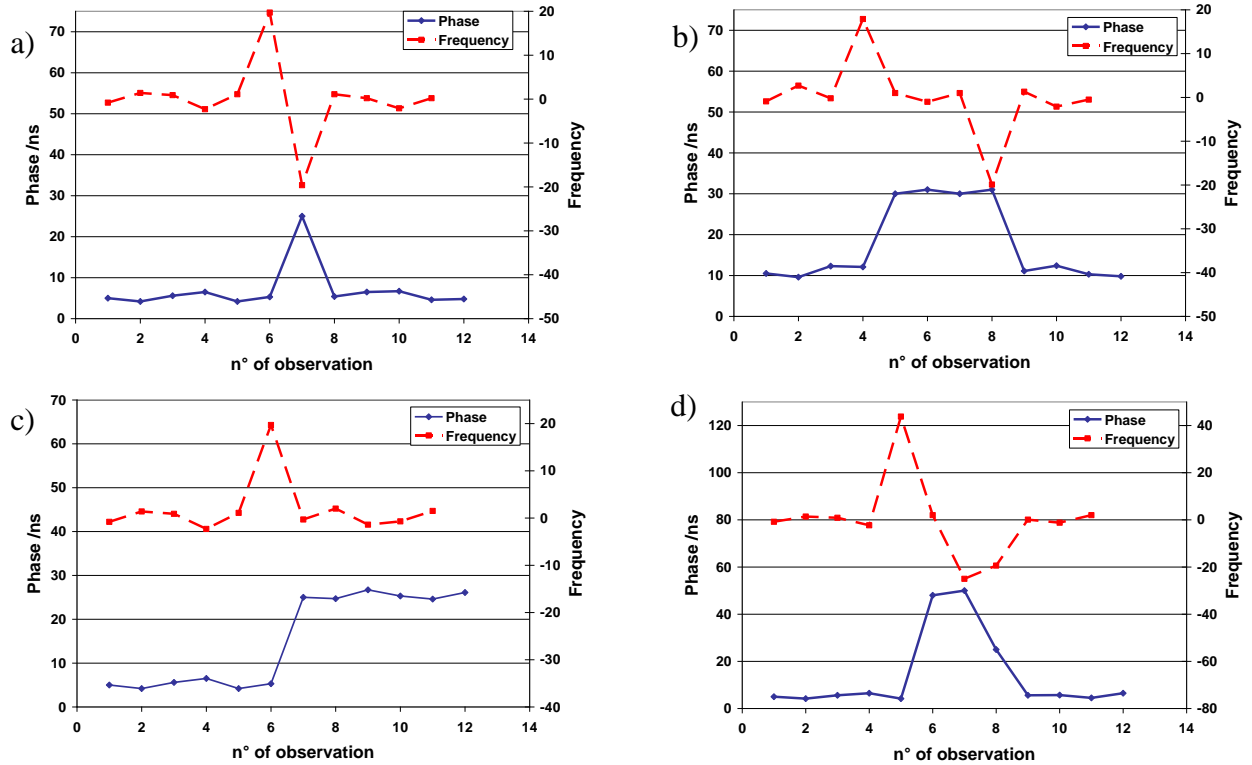 a)
Phase
Frequency
Phase /ns
70
60
50
40
30
20
10
0
20
10
0
-10
-20
-30
-40
-50
Frequency
0 2 4 6 8 10 12 14
n° of observation
b)
Phase
Frequency
Phase /ns
70
60
50
40
30
20
10
0
20
10
0
-10
-20
-30
-40
-50
Frequency
0 2 4 6 8 10 12 14
n° of observation
c)
Phase
Frequency
Phase /ns
70
60
50
40
30
20
10
0
20
10
0
-10
-20
-30
-40
Frequency
0 2 4 6 8 10 12 14
n° of observation
d)
Phase
Frequency
Phase /ns
120
100
80
60
40
20
0
40
20
0
-20
-40
-60
-80
Frequency
0 2 4 6 8 10 12 14
n° of observation